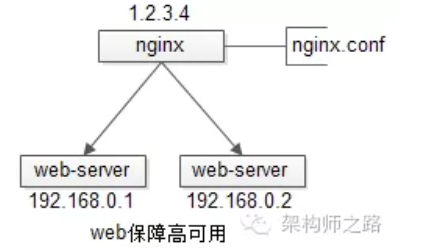 1.2.3.4
nginx
nginx.conf
web-server
web-server
192.168.0.1
192.168.0.2
web保障高可用
架构师之路